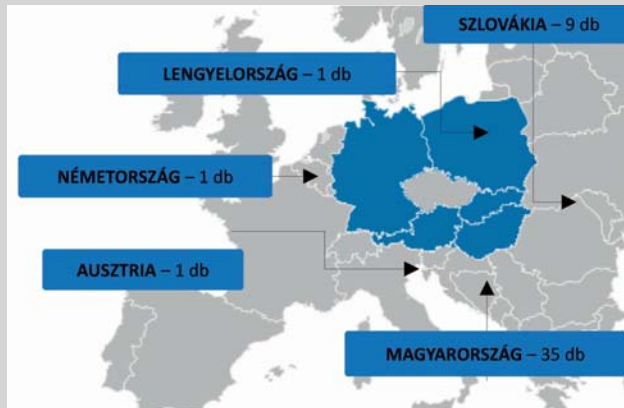 SZLOVÁKIA – 9 db
LENGYELORSZÁG – 1 db
NÉMETORSZÁG – 1 db
AUSZTRIA – 1 db
MAGYARORSZÁG – 35 db